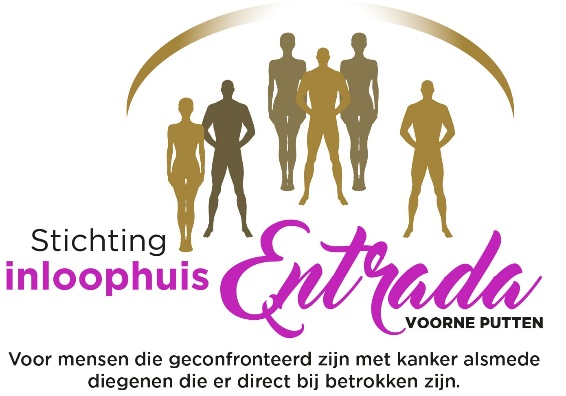 Stichting
inloophuis Entrada
VOORNE PUTTEN
Voor mensen die geconfronteerd zijn met kanker alsmede
diegenen die er direct bij betrokken zijn.